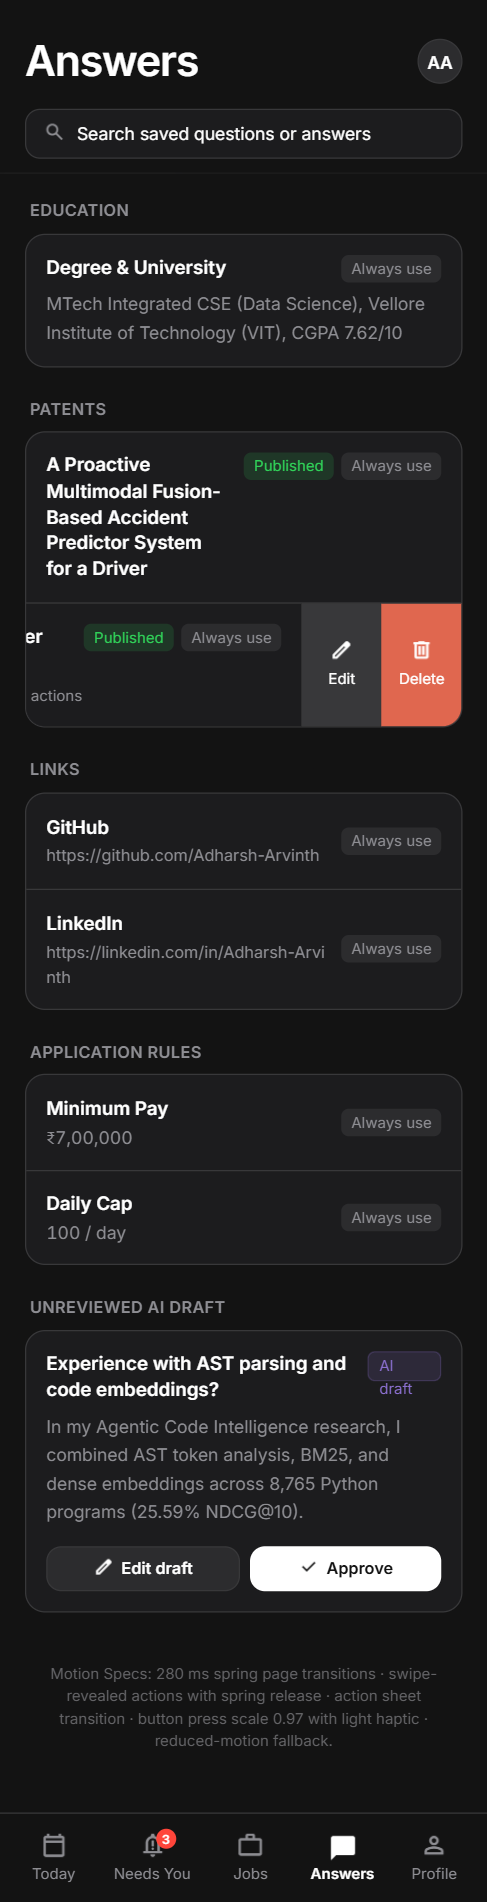 Answers
AA
Search saved questions or answers
EDUCATION
Degree & University
Always use
MTech Integrated CSE (Data Science), Vellore
Institute of Technology (VIT), CGPA 7.62/10
PATENTS
A Proactive
Multimodal Fusion-
Based Accident
Predictor System
for a Driver
Published
Always use
er
Published
Always use
actions
Edit
Delete
LINKS
GitHub
https://github.com/Adharsh-Arvinth
Always use
LinkedIn
https://linkedin.com/in/Adharsh-Arvi
nth
Always use
APPLICATION RULES
Minimum Pay
₹7,00,000
Always use
Daily Cap
100 / day
Always use
UNREVIEWED AI DRAFT
Experience with AST parsing and
code embeddings?
AI
draft
In my Agentic Code Intelligence research, I
combined AST token analysis, BM25, and
dense embeddings across 8,765 Python
programs (25.59% NDCG@10).
Edit draft
Approve
Motion Specs: 280 ms spring page transitions · swipe-
revealed actions with spring release · action sheet
transition · button press scale 0.97 with light haptic ·
reduced-motion fallback.
3
Today
Needs You
Jobs
Answers
Profile